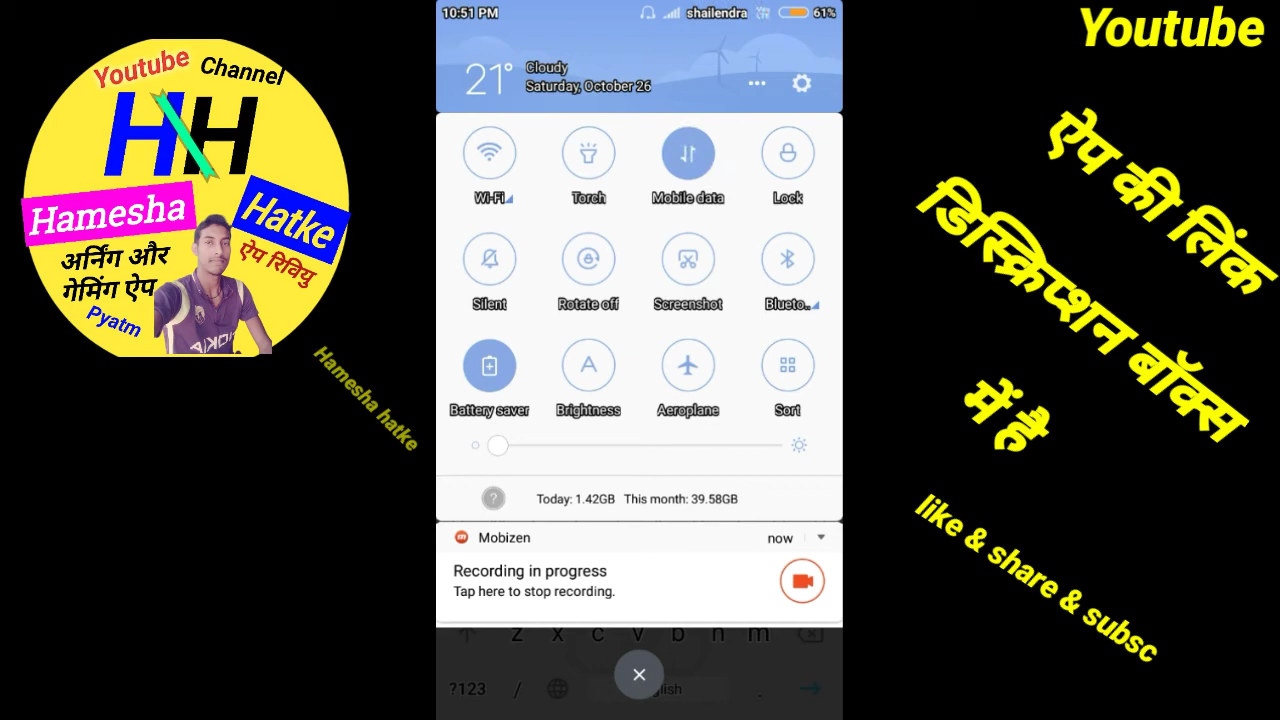 Youtube Channel
HH
Hamesha
Hatke
अर्निंग और
गेमिंग ऐप
ऐप रिवियु
Pyatm
NOKIA
Hamesha hatke
10:51 PM
shailendra
61%
21°
Cloudy
Saturday, October 26
Wi-Fi
Torch
Mobile data
Lock
Silent
Rotate off
Screenshot
Blueto..
Battery saver
Brightness
Aeroplane
Sort
Today: 1.42GB This month: 39.58GB
Mobizen
now
Recording in progress
Tap here to stop recording.
z x c v b n m
?123 /
Youtube
ऐप की लिंक
डिस्क्रिप्शन बॉक्स
में है
like & share & subsc